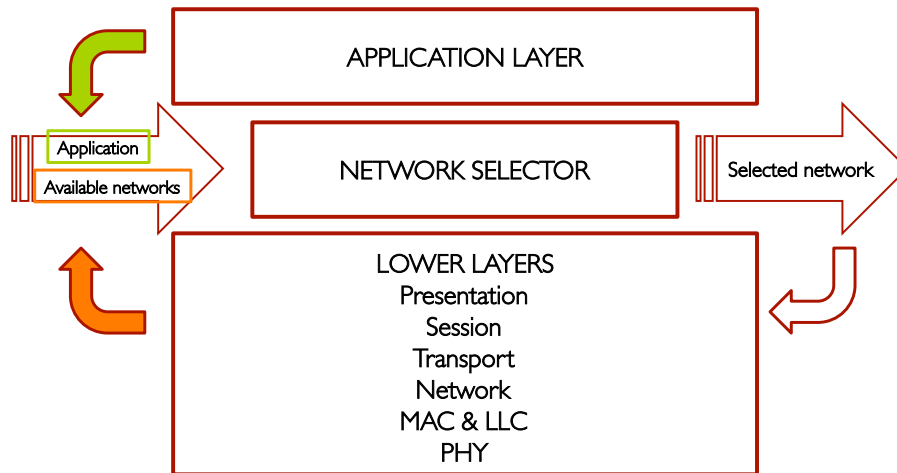 APPLICATION LAYER
Application
Available networks
NETWORK SELECTOR
Selected network
LOWER LAYERS
Presentation
Session
Transport
Network
MAC & LLC
PHY